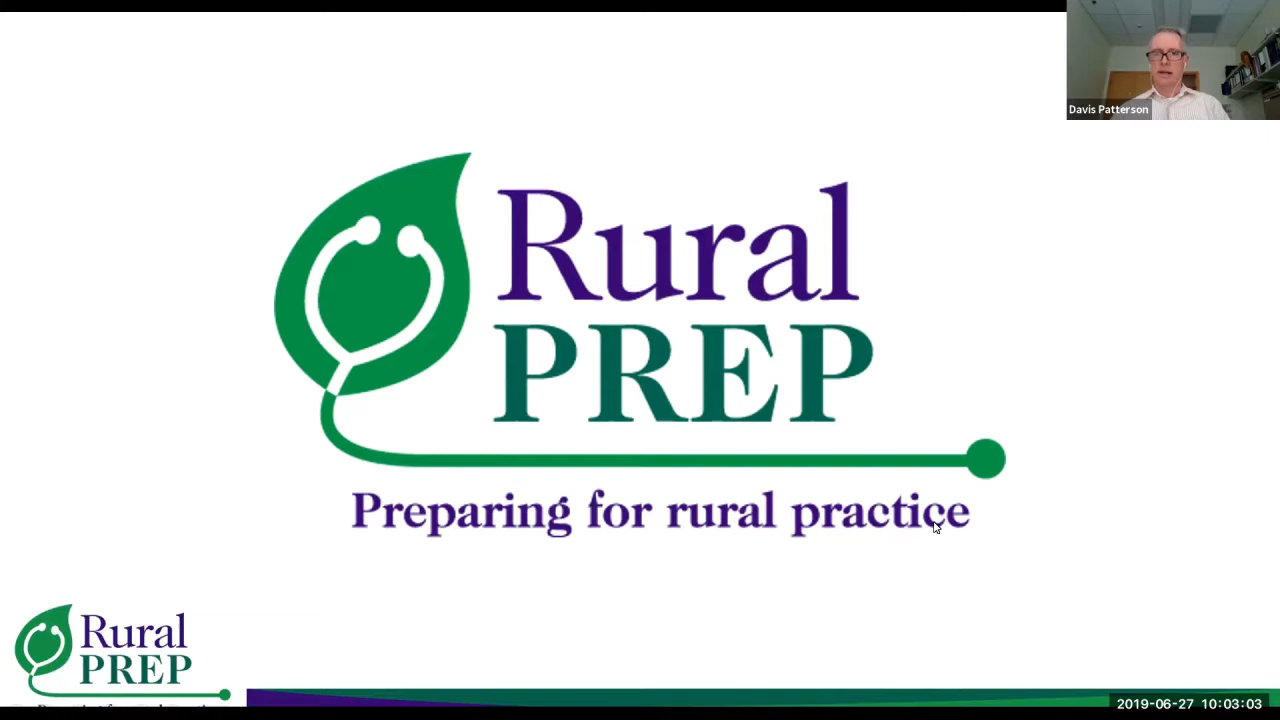 Davis Patterson
Rural
PREP
Preparing for rural practice
Rural
PREP
2019-06-27 10:03:03